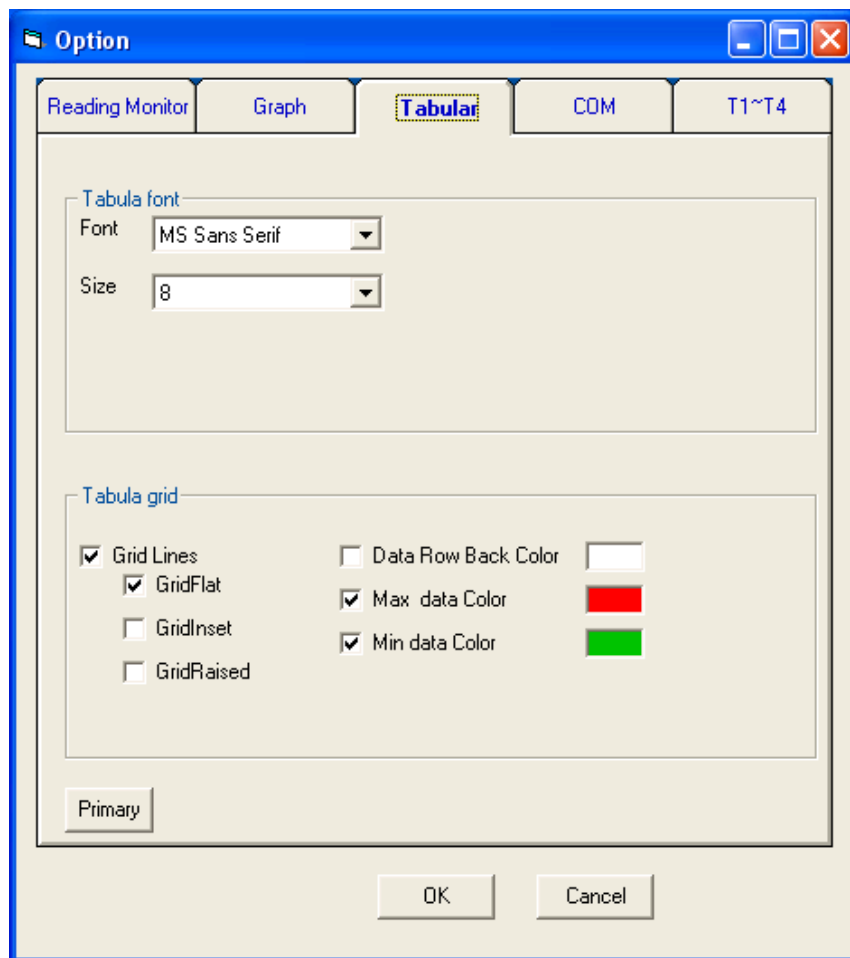 Option
Reading Monitor Graph Tabular COM T1~T4
Tabula font
Font MS Sans Serif
Size 8
Tabula grid
Grid Lines Data Row Back Color
GridFlat Max data Color
GridInset Min data Color
GridRaised
Primary
OK Cancel